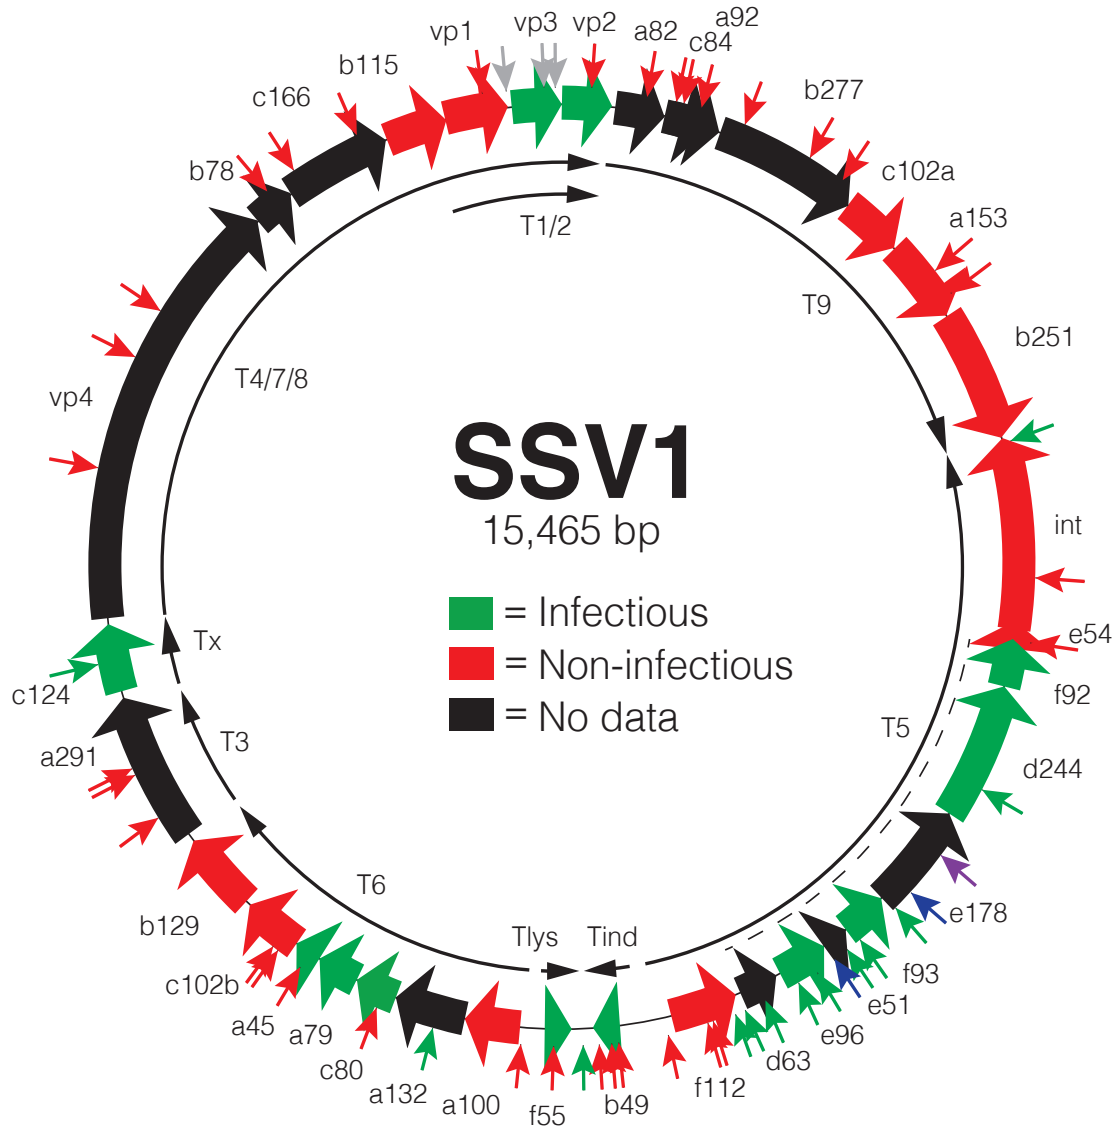 a92
vp1
vp3
vp2
a82
c84
b115
c166
b277
b78
c102a
T1/2
a153
T9
b251
T4/7/8
vp4
SSV1
15,465 bp
int
= Infectious
e54
Tx
= Non-infectious
c124
f92
= No data
T5
T3
a291
d244
T6
e178
b129
Tlys
Tind
c102b
f93
a45
e51
a79
e96
c80
d63
a132
f112
a100
b49
f55